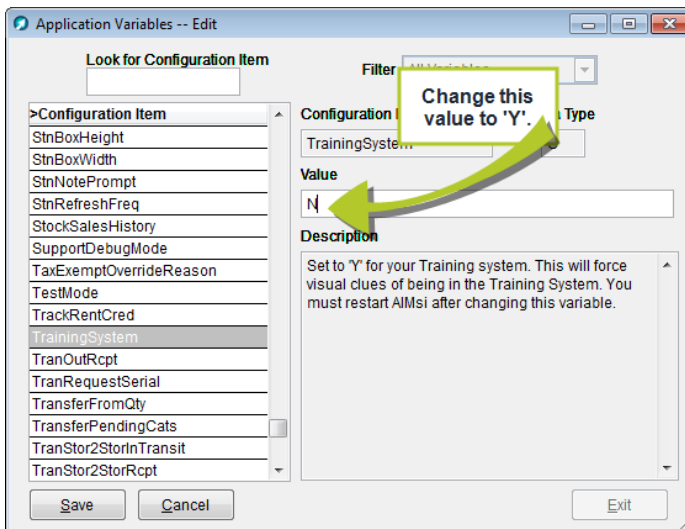 Application Variables -- Edit
Look for Configuration Item
Filter
Change this
value to 'Y'.
>Configuration Item
StnBoxHeight
StnBoxWidth
StnNotePrompt
StnRefreshFreq
StockSalesHistory
SupportDebugMode
TaxExemptOverrideReason
TestMode
TrackRentCred
TrainingSystem
TranOutRcpt
TranRequestSerial
TransferFromQty
TransferPendingCats
TranStor2StorInTransit
TranStor2StorRcpt
Configuration Type
TrainingSystem
Value
N
Description
Set to 'Y' for your Training system. This will force
visual clues of being in the Training System. You
must restart AIMsi after changing this variable.
Save Cancel Exit